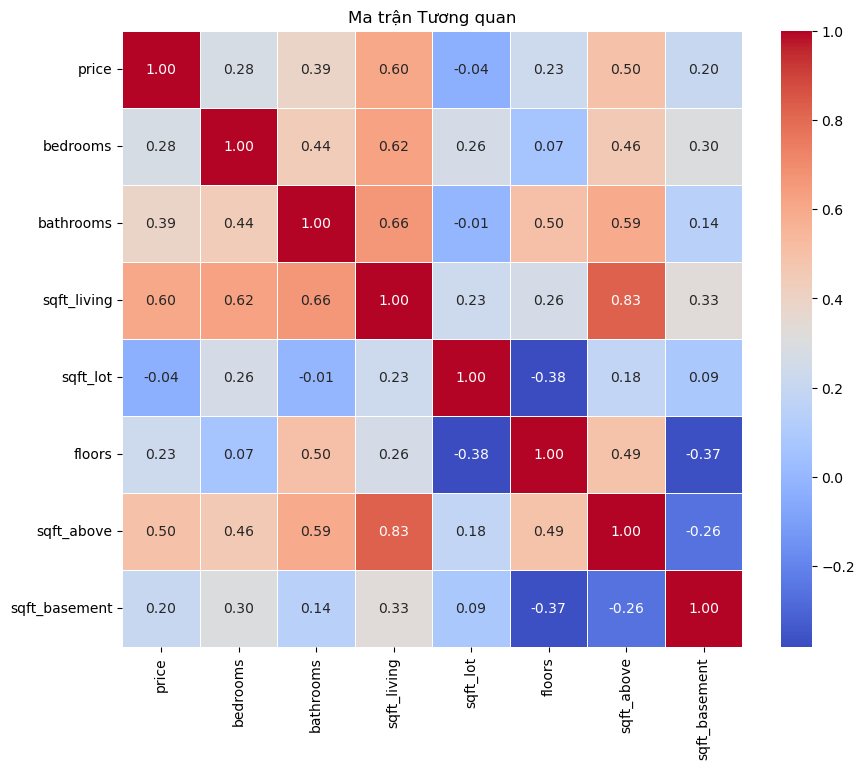 Ma trận Tương quan
price 1.00 0.28 0.39 0.60 -0.04 0.23 0.50 0.20
bedrooms 0.28 1.00 0.44 0.62 0.26 0.07 0.46 0.30
bathrooms 0.39 0.44 1.00 0.66 -0.01 0.50 0.59 0.14
sqft_living 0.60 0.62 0.66 1.00 0.23 0.26 0.83 0.33
sqft_lot -0.04 0.26 -0.01 0.23 1.00 -0.38 0.18 0.09
floors 0.23 0.07 0.50 0.26 -0.38 1.00 0.49 -0.37
sqft_above 0.50 0.46 0.59 0.83 0.18 0.49 1.00 -0.26
sqft_basement 0.20 0.30 0.14 0.33 0.09 -0.37 -0.26 1.00
price bedrooms bathrooms sqft_living sqft_lot floors sqft_above sqft_basement
1.0
0.8
0.6
0.4
0.2
0.0
−0.2